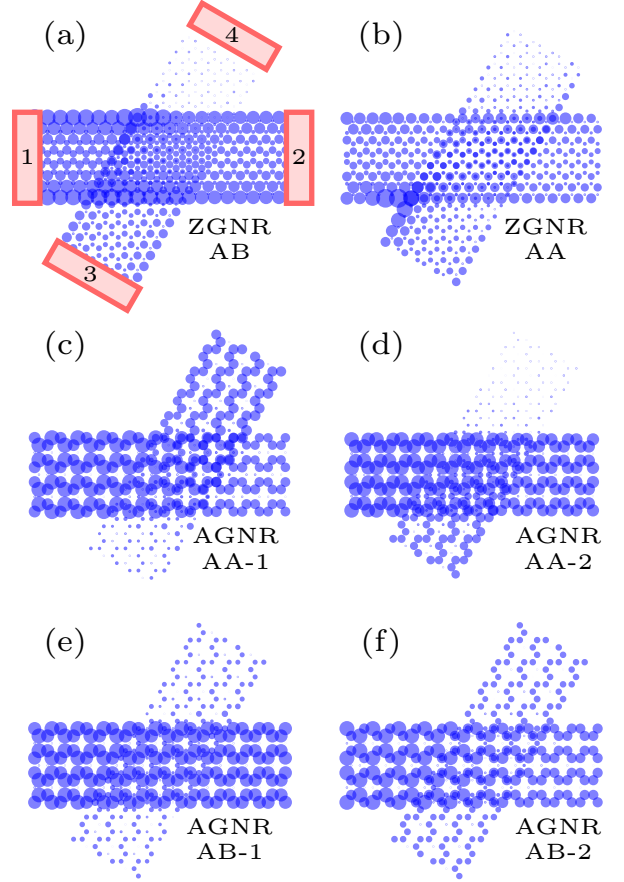 (a)
4
(b)
1
2
3
ZGNR
AB
ZGNR
AA
(c)
(d)
AGNR
AA-1
AGNR
AA-2
(e)
(f)
AGNR
AB-1
AGNR
AB-2